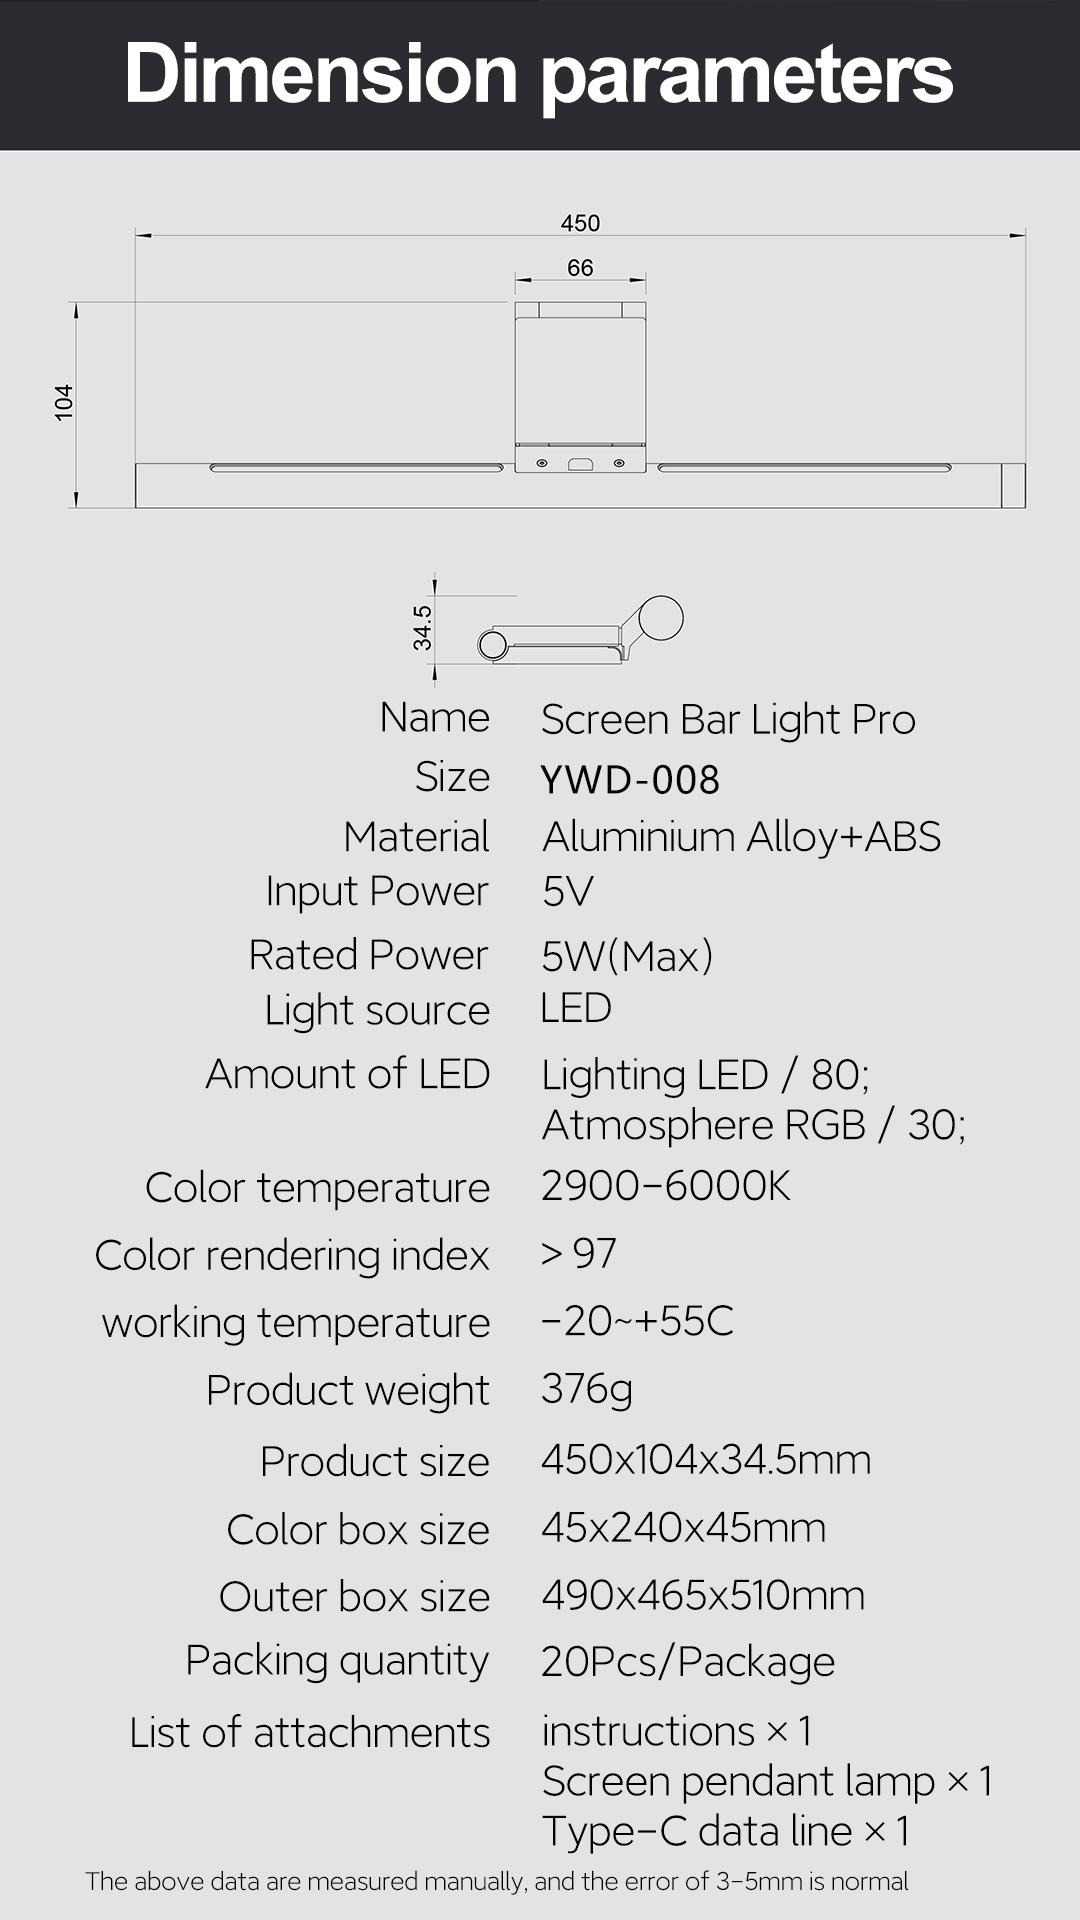 Dimension parameters
450
66
104
34.5
Name Screen Bar Light Pro
Size YWD-008
Material Aluminium Alloy+ABS
Input Power 5V
Rated Power 5W(Max)
Light source LED
Amount of LED Lighting LED / 80;
Atmosphere RGB / 30;
Color temperature 2900-6000K
Color rendering index > 97
working temperature -20~+55C
Product weight 376g
Product size 450x104x34.5mm
Color box size 45x240x45mm
Outer box size 490x465x510mm
Packing quantity 20Pcs/Package
List of attachments instructions × 1
Screen pendant lamp × 1
Type-C data line × 1
The above data are measured manually, and the error of 3-5mm is normal